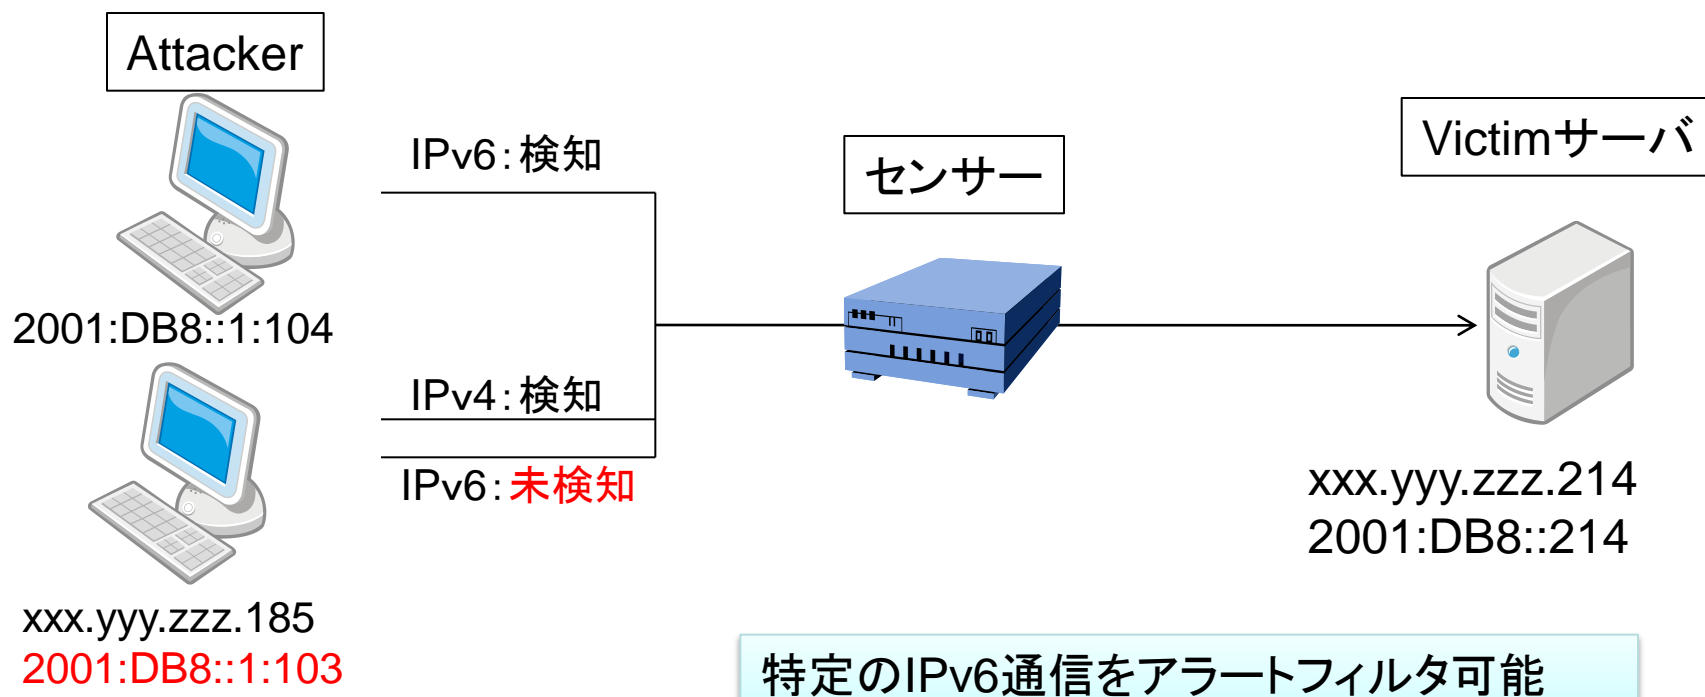 Attacker
IPv6：検知
センサー
Victimサーバ
2001:DB8::1:104
IPv4：検知
IPv6：未検知
xxx.yyy.zzz.214
2001:DB8::214
xxx.yyy.zzz.185
2001:DB8::1:103
特定のIPv6通信をアラートフィルタ可能